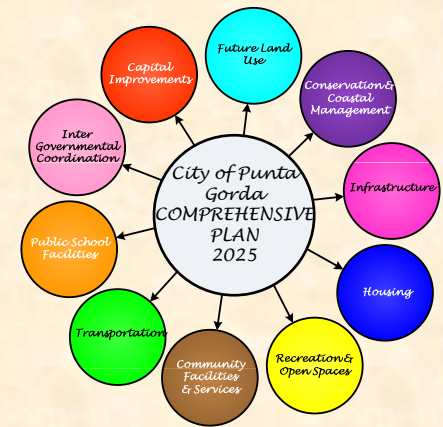 Future Land
Use
Conservation &
Coastal
Management
Infrastructure
Housing
Recreation &
Open Spaces
Community
Facilities
& Services
Transportation
Public School
Facilities
Inter
Governmental
Coordination
Capital
Improvements
City of Punta
Gorda
COMPREHENSIVE
PLAN
2025